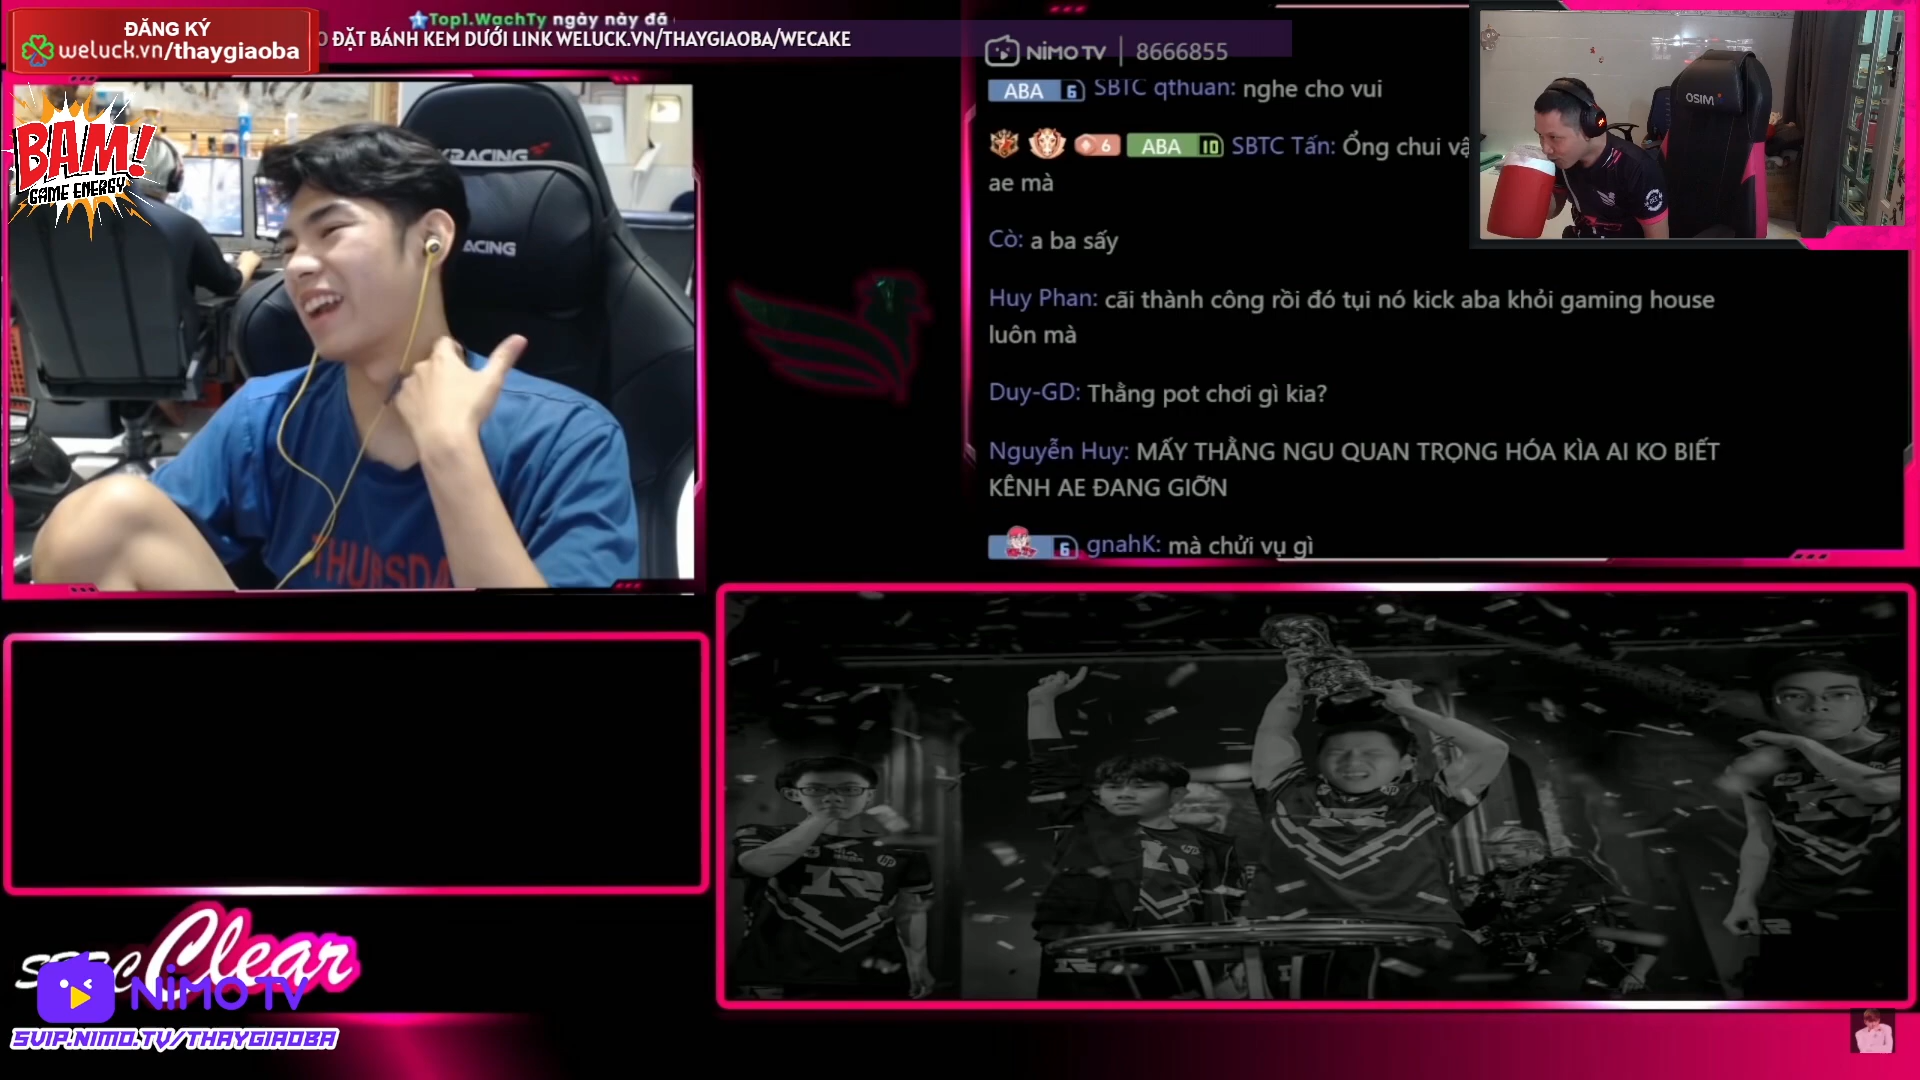 ĐĂNG KÝ
weluck.vn/thaygiaoba
Top1.WachTy ngày này đã
ĐẶT BÁNH KEM DƯỚI LINK WELUCK.VN/THAYGIAOBA/WECAKE
BAM!
GAME ENERGY
RACING
ACING
THURSDA
NIMO TV | 8666855
ABA 6 SBTC qthuan: nghe cho vui
6 ABA 10 SBTC Tấn: Ổng chui vậ
ae mà
Cò: a ba sấy
Huy Phan: cãi thành công rồi đó tụi nó kick aba khỏi gaming house
luôn mà
Duy-GD: Thằng pot chơi gì kia?
Nguyễn Huy: MẤY THẰNG NGU QUAN TRỌNG HÓA KÌA AI KO BIẾT
KÊNH AE ĐANG GIỠN
6 gnahK: mà chửi vụ gì
OSIM
Clear
NIMO TV
SVIP.NIMO.TV/THAYGIAOBA